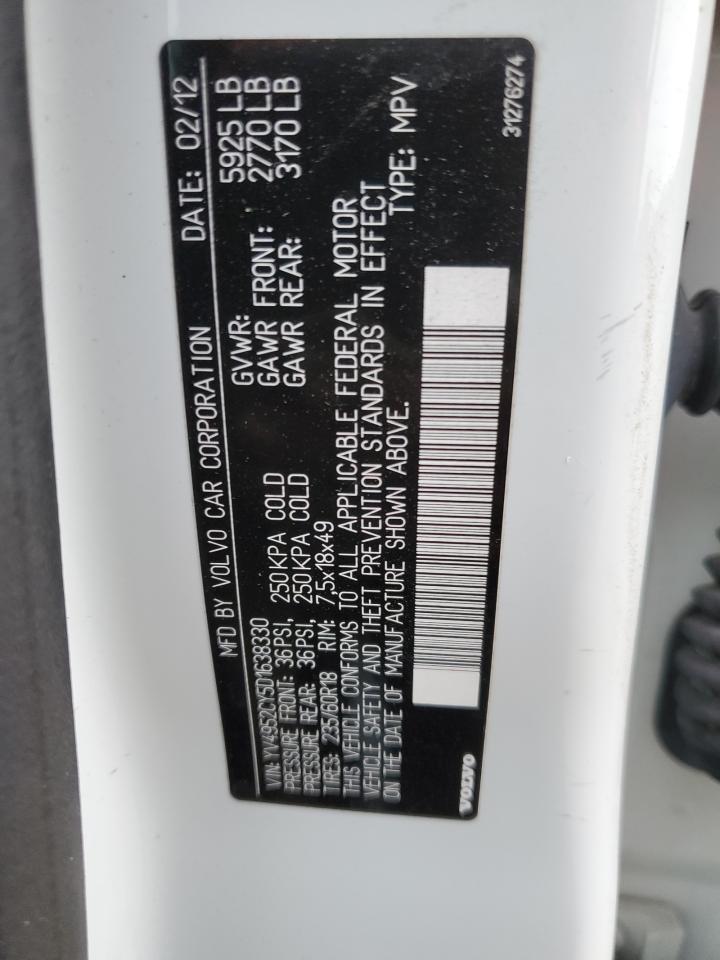 MFD BY VOLVO CAR CORPORATION DATE: 02/12
VIN: YV4952CY5D1638330 GVWR: 5925 LB
PRESSURE FRONT: 36PSI, 250KPA COLD GAWR FRONT: 2770 LB
PRESSURE REAR: 36PSI, 250KPA COLD GAWR REAR: 3170 LB
TIRES: 235/60R18 RIM: 7,5x18x49
THIS VEHICLE CONFORMS TO ALL APPLICABLE FEDERAL MOTOR
VEHICLE SAFETY AND THEFT PREVENTION STANDARDS IN EFFECT
ON THE DATE OF MANUFACTURE SHOWN ABOVE. TYPE: MPV
VOLVO 31276274